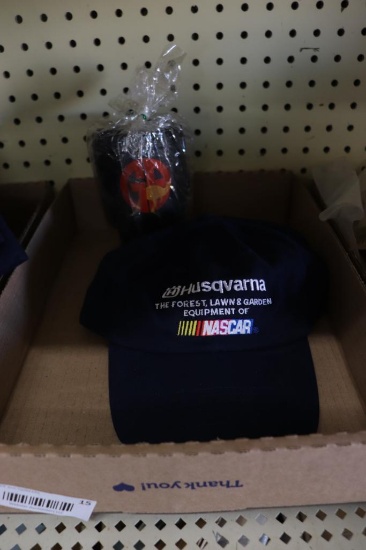 Husqvarna
THE FOREST, LAWN & GARDEN
EQUIPMENT OF
NASCAR®
Thank you!